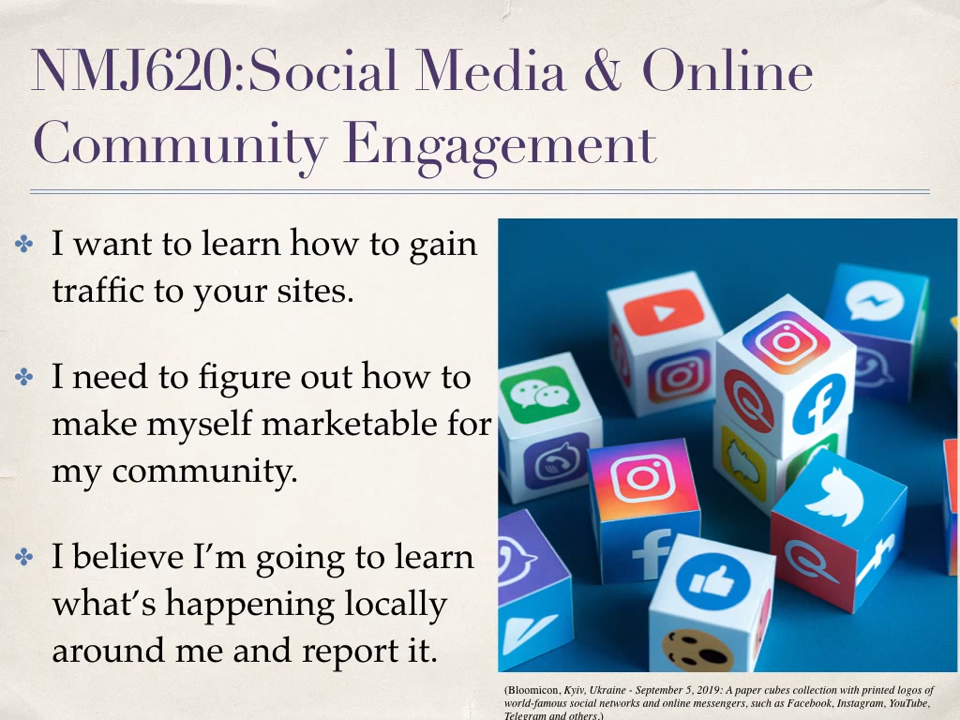 NMJ620:Social Media & Online
Community Engagement
✤ I want to learn how to gain
traffic to your sites.
✤ I need to figure out how to
make myself marketable for
my community.
✤ I believe I’m going to learn
what’s happening locally
around me and report it.
(Bloomicon, Kyiv, Ukraine - September 5, 2019: A paper cubes collection with printed logos of
world-famous social networks and online messengers, such as Facebook, Instagram, YouTube,
Telegram and others.)